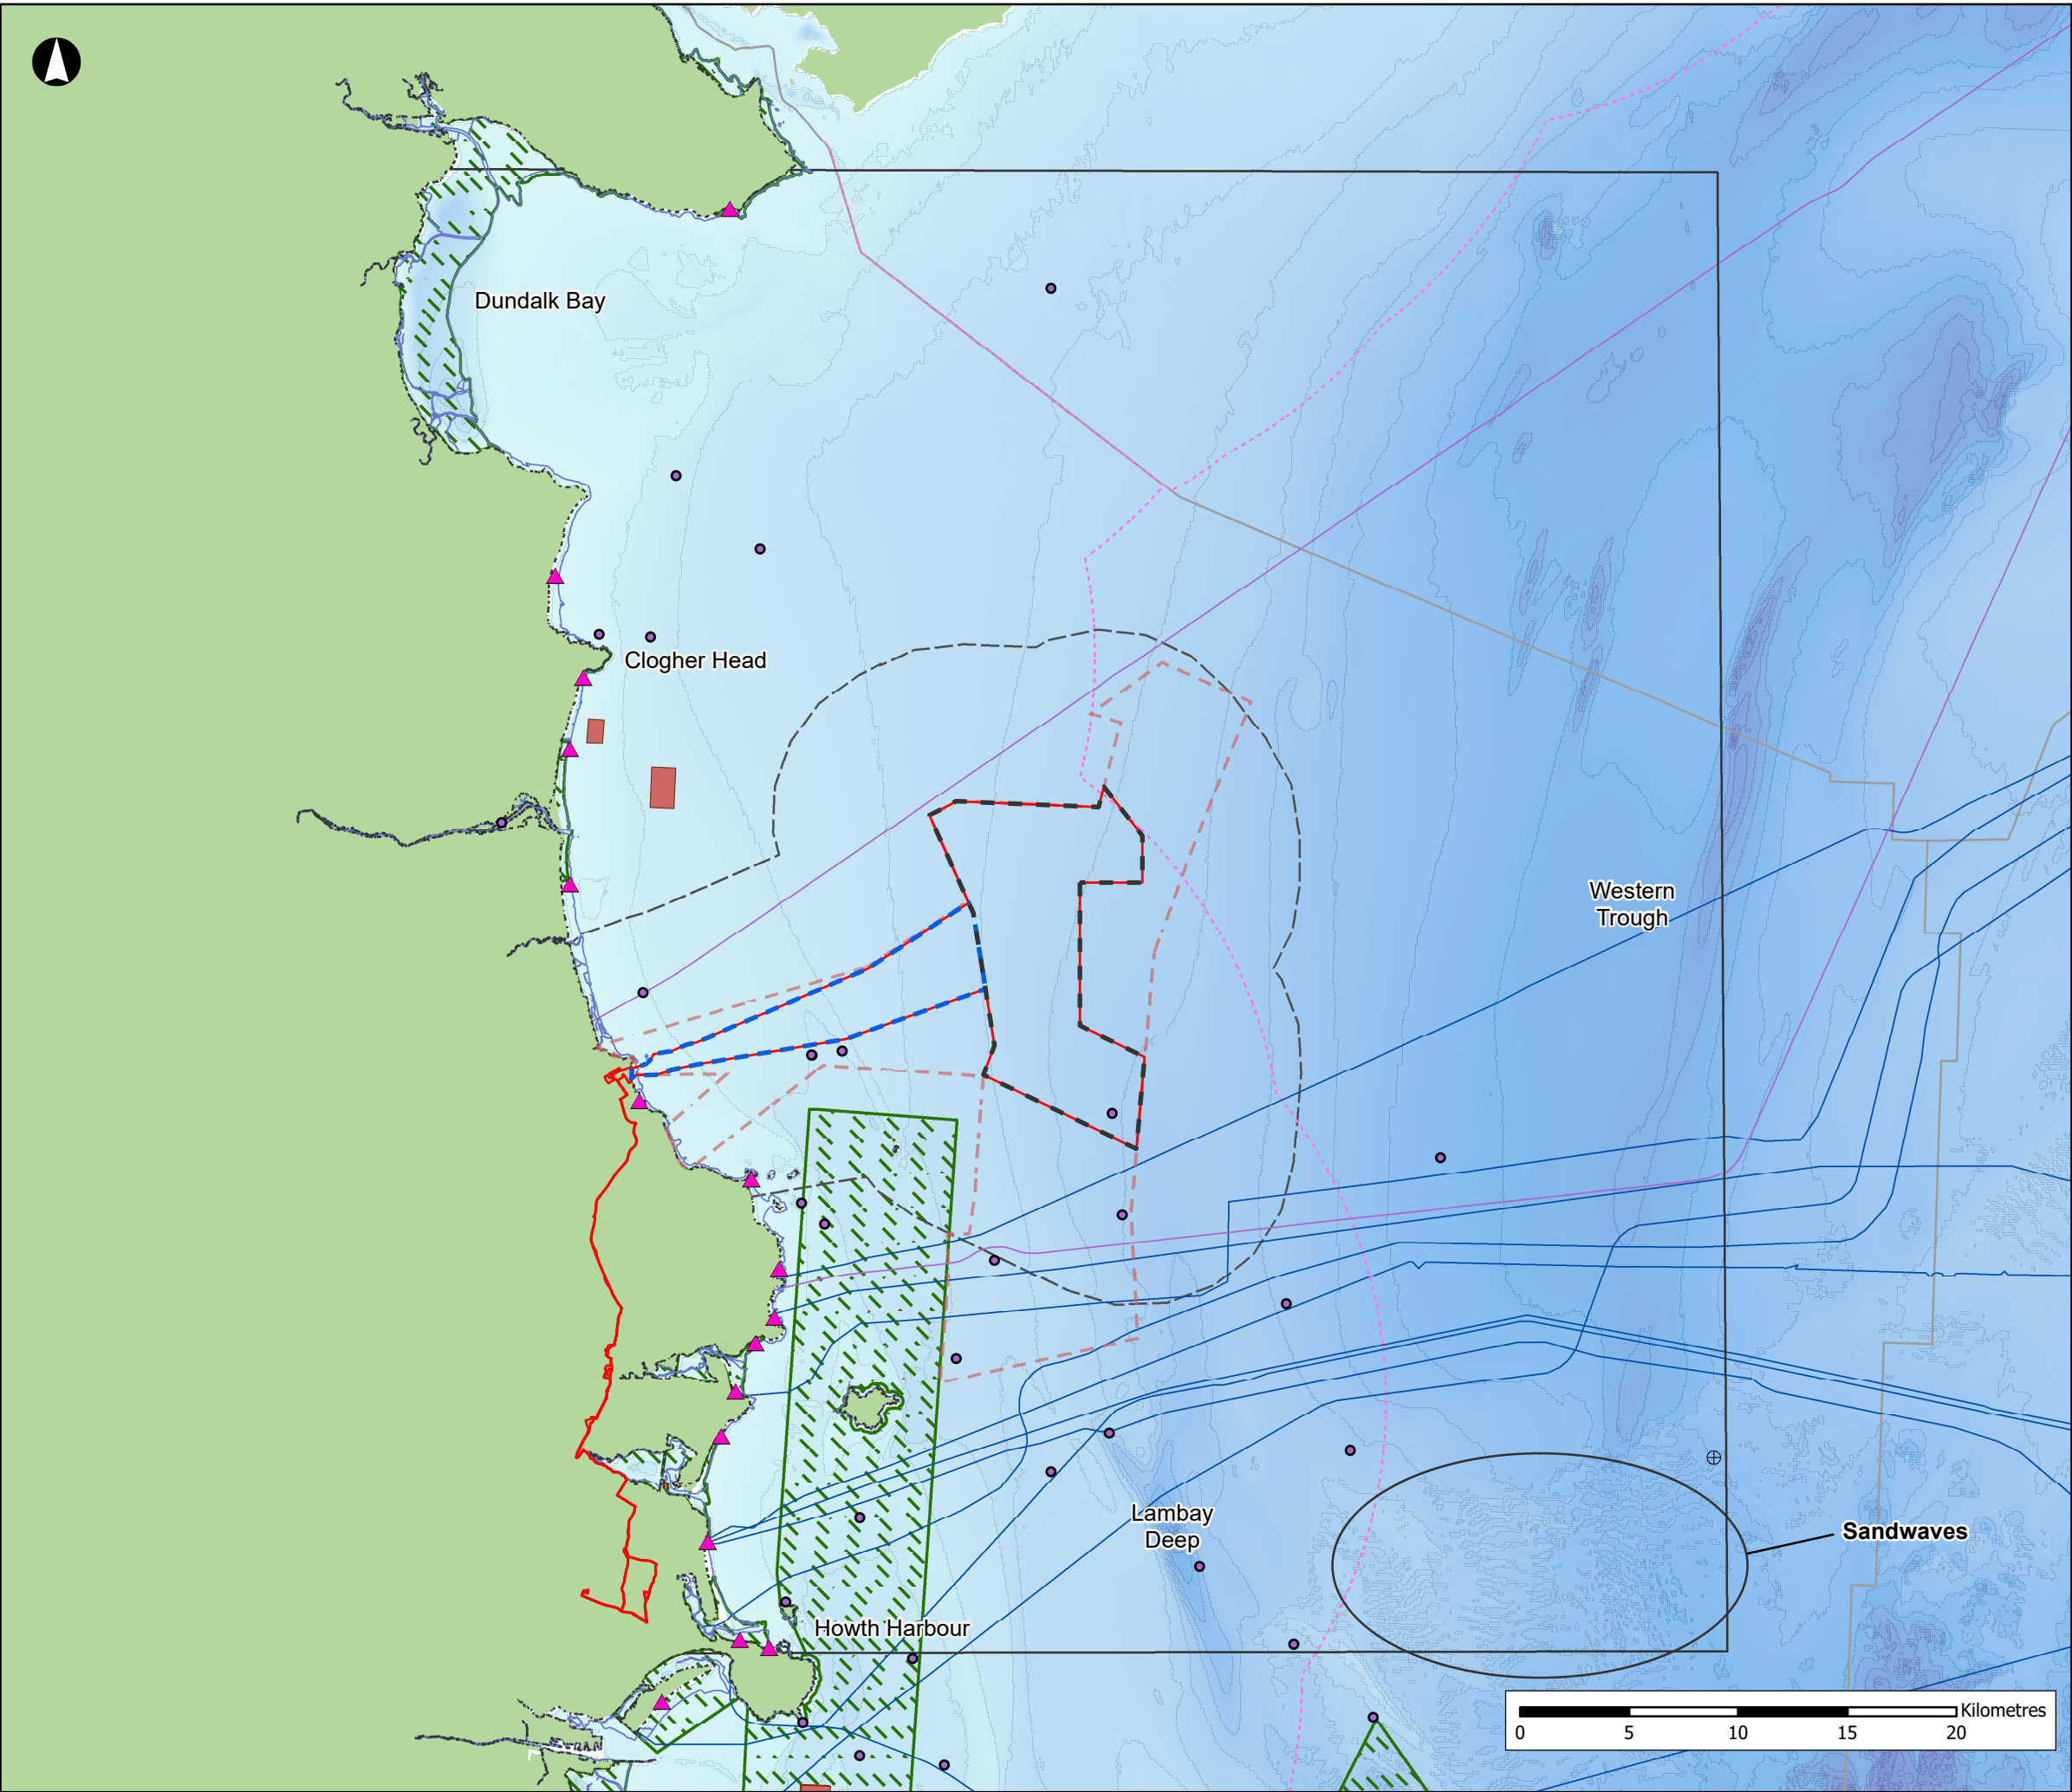 Dundalk Bay
Clogher Head
Western
Trough
Lambay
Deep
Sandwaves
Howth Harbour
Kilometres
0 5 10 15 20